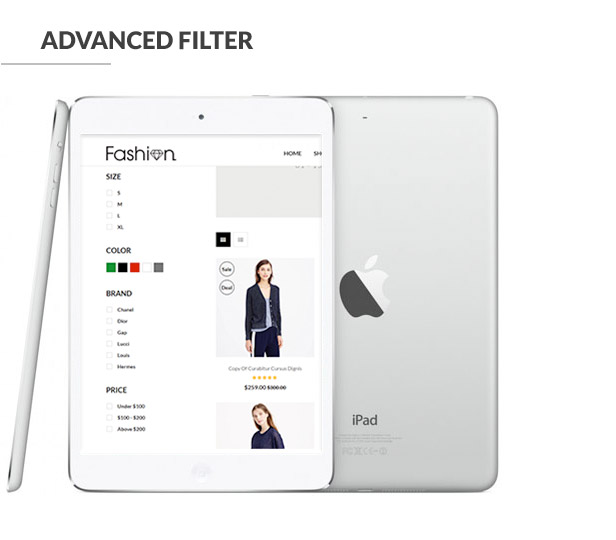 ADVANCED FILTER
Fashion
HOME
SH
SIZE
S
M
L
XL
COLOR
BRAND
Chanel
Dior
Gap
Lucci
Louis
Hermes
PRICE
Under $100
$100 - $200
Above $200
Sale
Deal
Copy Of Curabitur Cursus Dignis
$259.00 $300.00
iPad